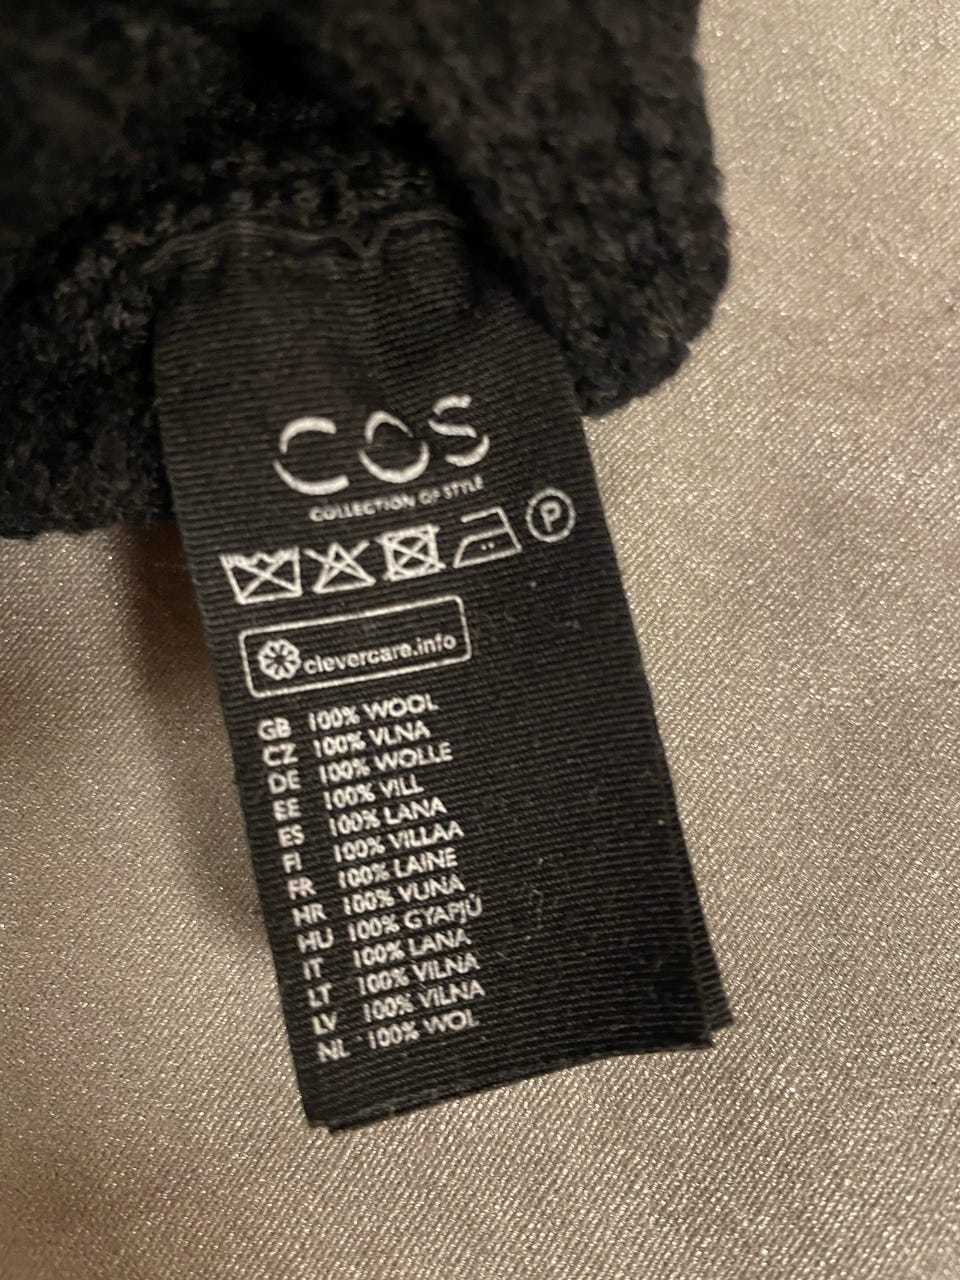 COS
COLLECTION OF STYLE
P
clevercare.info
GB 100% WOOL
CZ 100% VLNA
DE 100% WOLLE
EE 100% VILL
ES 100% LANA
FI 100% VILLAA
FR 100% LAINE
HR 100% VUNA
HU 100% GYAPJÚ
IT 100% LANA
LT 100% VILNA
LV 100% VILNA
NL 100% WOL